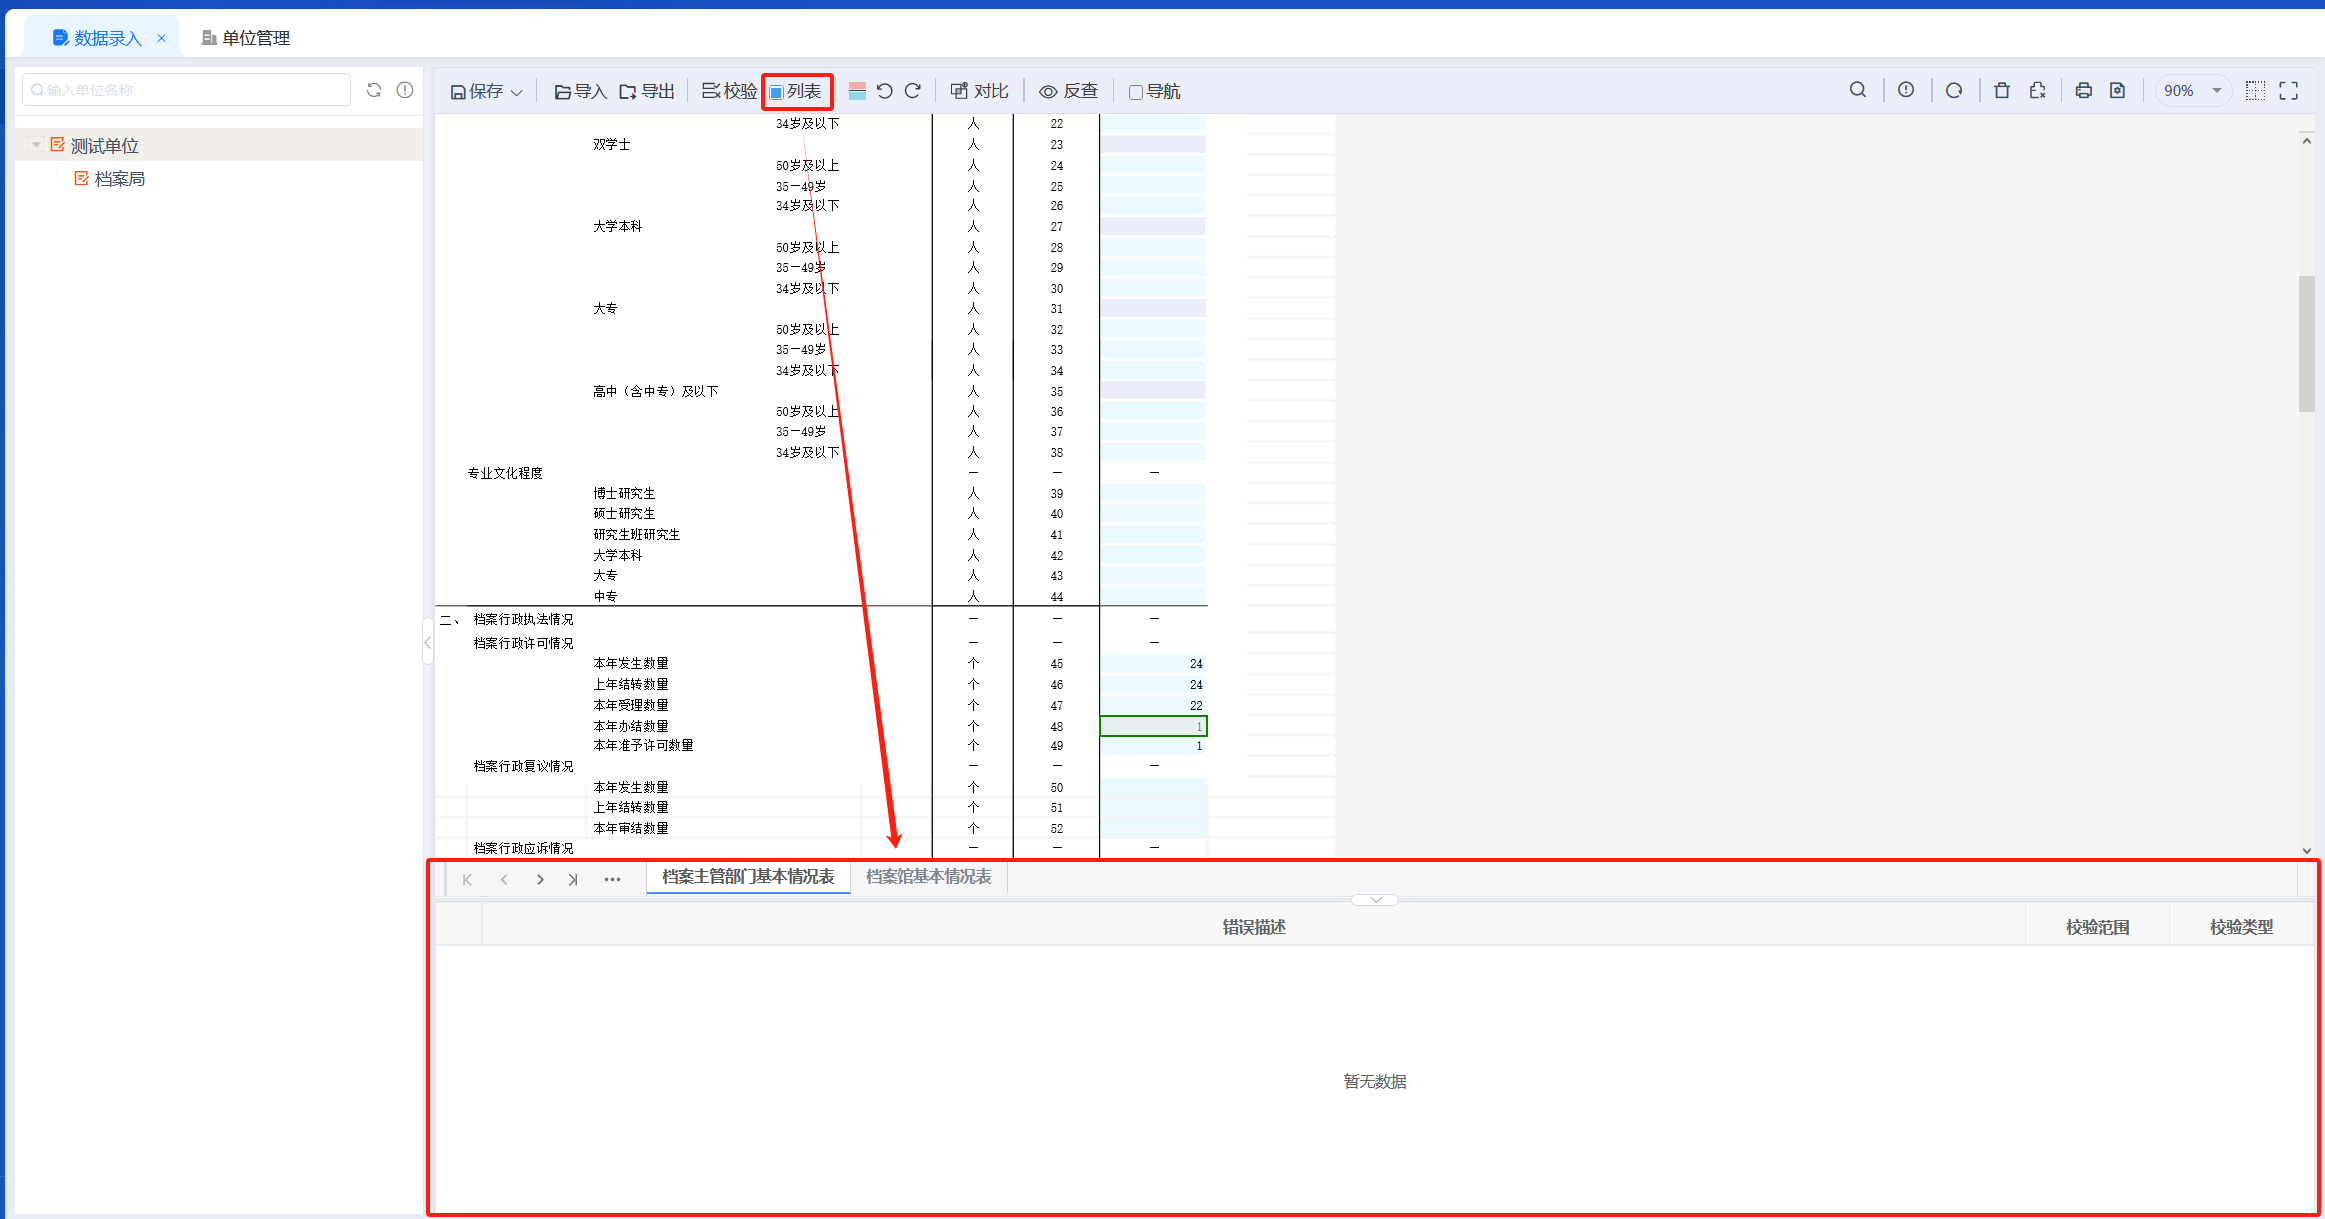 数据录入 × 单位管理
输入单位名称
保存 导入 导出 校验 列表 对比 反查 导航 90%
测试单位
档案局
34岁及以下 人 22
双学士 人 23
50岁及以上 人 24
35—49岁 人 25
34岁及以下 人 26
大学本科 人 27
50岁及以上 人 28
35—49岁 人 29
34岁及以下 人 30
大专 人 31
50岁及以上 人 32
35—49岁 人 33
34岁及以下 人 34
高中（含中专）及以下 人 35
50岁及以上 人 36
35—49岁 人 37
34岁及以下 人 38
专业文化程度 — — —
博士研究生 人 39
硕士研究生 人 40
研究生班研究生 人 41
大学本科 人 42
大专 人 43
中专 人 44
二、 档案行政执法情况 — — —
档案行政许可情况 — — —
本年发生数量 个 45 24
上年结转数量 个 46 24
本年受理数量 个 47 22
本年办结数量 个 48 1
本年准予许可数量 个 49 1
档案行政复议情况 — — —
本年发生数量 个 50
上年结转数量 个 51
本年审结数量 个 52
档案行政应诉情况 — — —
••• 档案主管部门基本情况表 档案馆基本情况表
错误描述 校验范围 校验类型
暂无数据